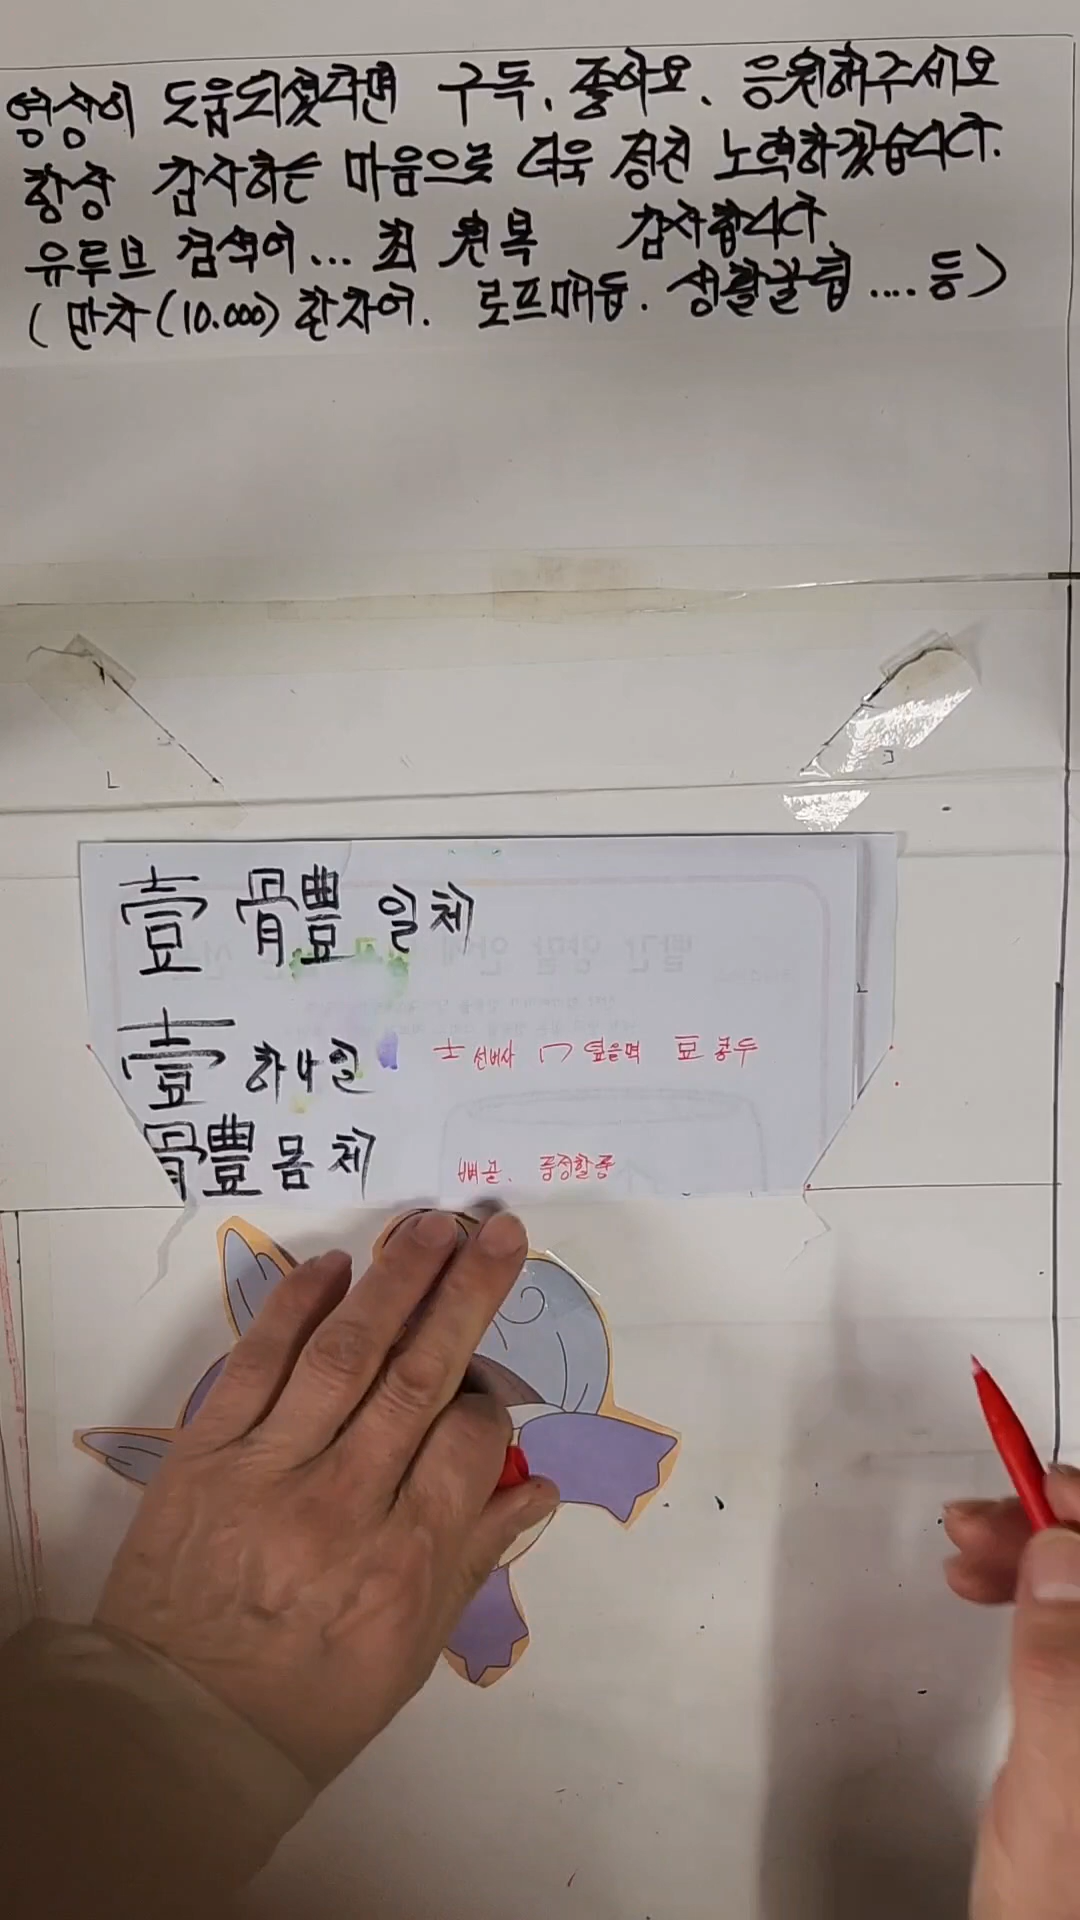 영상이 도움되셨다면 구독, 좋아요, 응원해주세요
항상 감사하는 마음으로 더욱 정진 노력하겠습니다.
유튜브 검색어... 최 원복 감사합니다
(만자(10.000) 한자어. 로프매듭. 생활꿀팁 .... 등)
壹 體 일체
壹 하나일 士 선비사 冖 덮을멱 豆 콩두
體 몸 체 뼈골. 풍성할풍